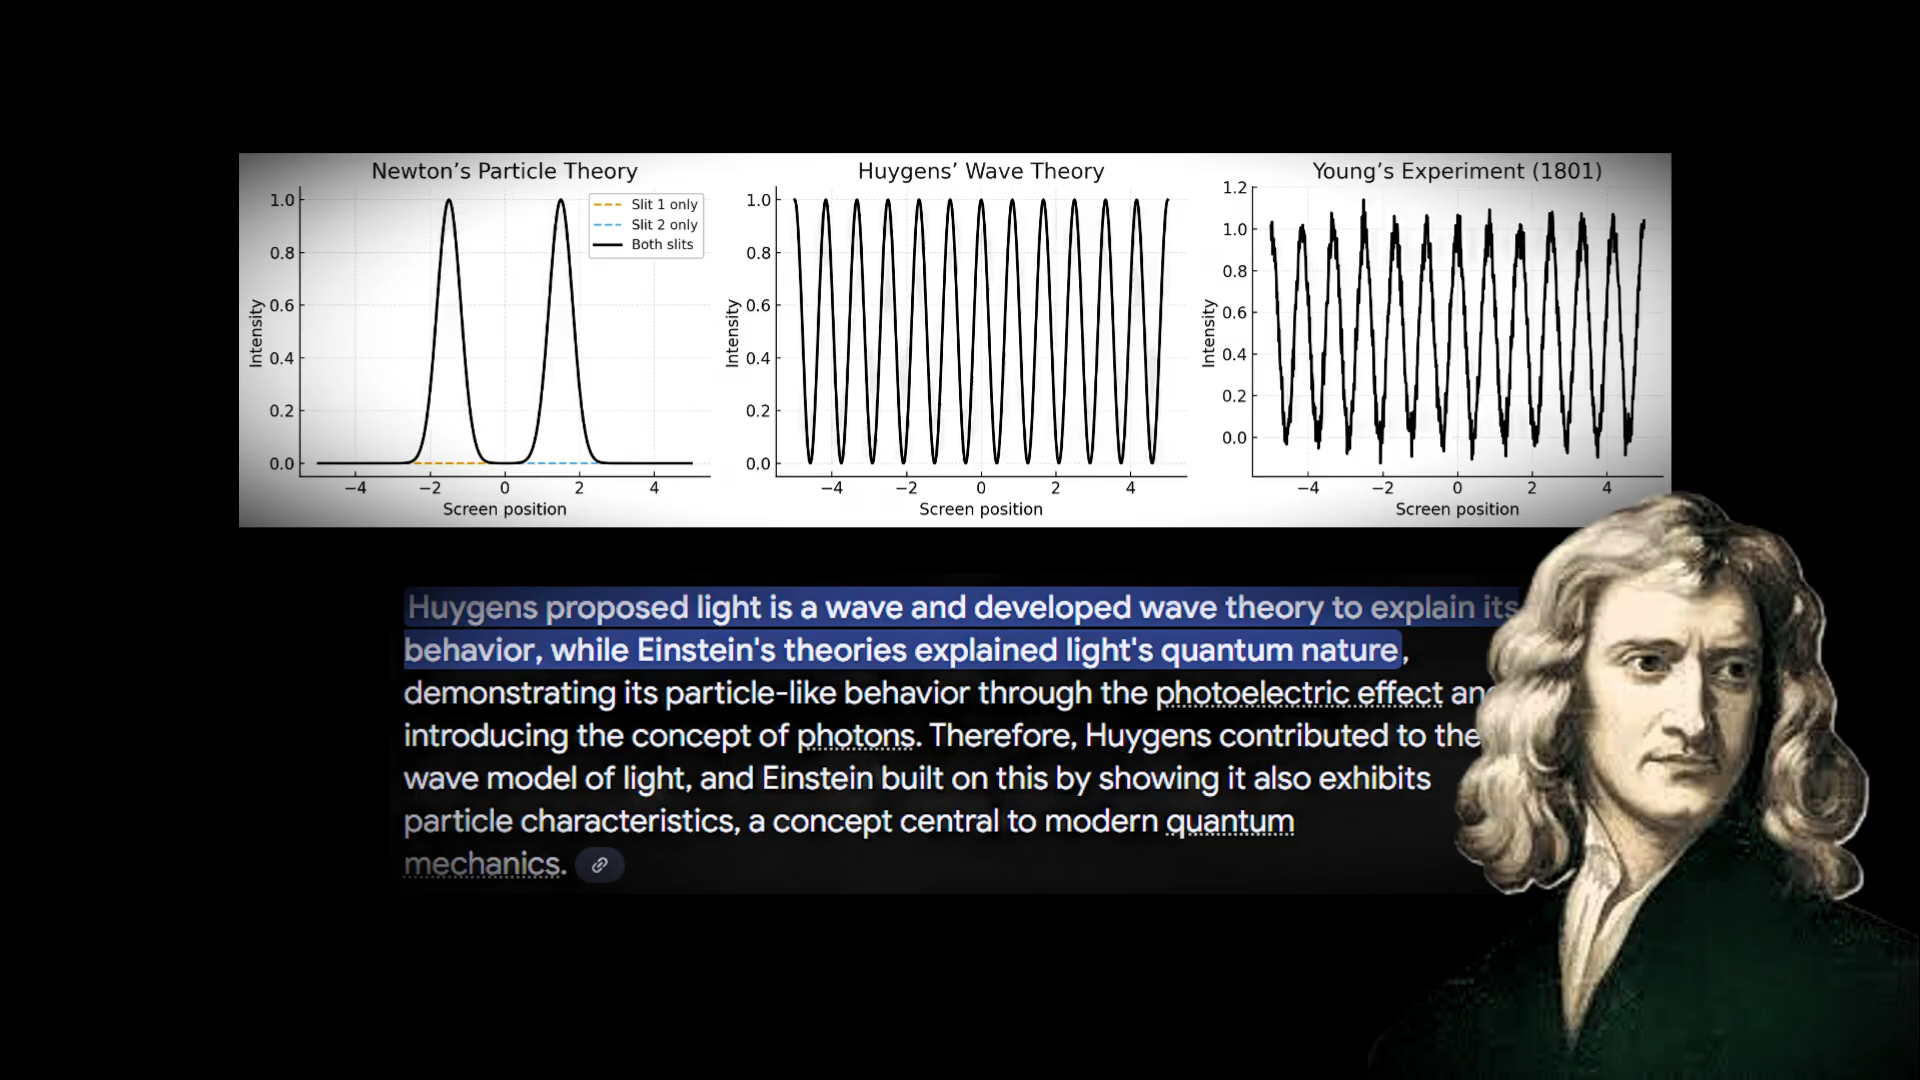 Newton’s Particle Theory
1.0
0.8
0.6
0.4
0.2
0.0
Intensity
−4 −2 0 2 4
Screen position
Slit 1 only
Slit 2 only
Both slits
Huygens’ Wave Theory
1.0
0.8
0.6
0.4
0.2
0.0
Intensity
−4 −2 0 2 4
Screen position
Young’s Experiment (1801)
1.2
1.0
0.8
0.6
0.4
0.2
0.0
Intensity
−4 −2 0 2 4
Screen position
Huygens proposed light is a wave and developed wave theory to explain its
behavior, while Einstein's theories explained light's quantum nature,
demonstrating its particle-like behavior through the photoelectric effect and
introducing the concept of photons. Therefore, Huygens contributed to the
wave model of light, and Einstein built on this by showing it also exhibits
particle characteristics, a concept central to modern quantum
mechanics.